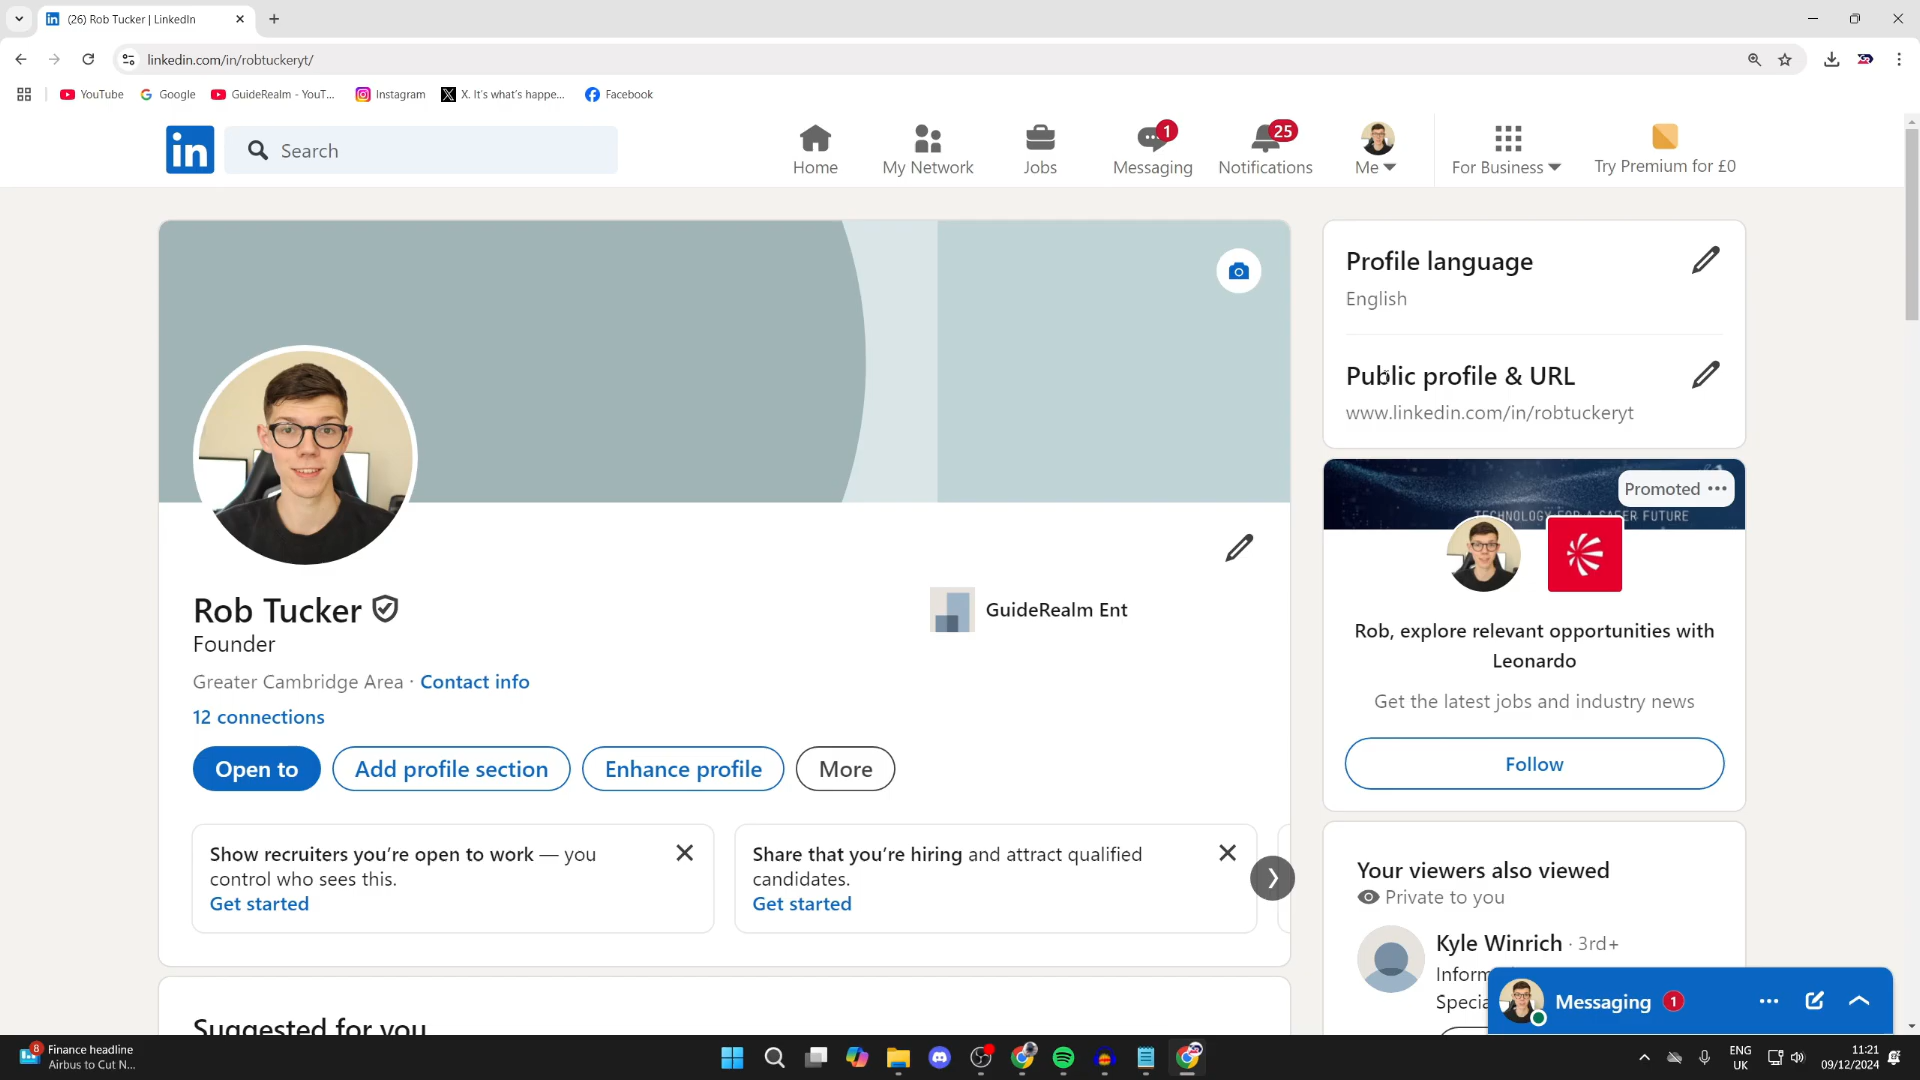 (26) Rob Tucker | LinkedIn
linkedin.com/in/robtuckeryt/
YouTube
Google
GuideRealm - YouT...
Instagram
X. It's what's happe...
Facebook
in
Search
Home
My Network
Jobs
1
Messaging
25
Notifications
Me
For Business
Try Premium for £0
Profile language
English
Public profile & URL
www.linkedin.com/in/robtuckeryt
Promoted
TECHNOLOGY FOR A SAFER FUTURE
Rob, explore relevant opportunities with
Leonardo
Get the latest jobs and industry news
Follow
Rob Tucker
Founder
GuideRealm Ent
Greater Cambridge Area · Contact info
12 connections
Open to
Add profile section
Enhance profile
More
Show recruiters you're open to work — you
control who sees this.
Get started
Share that you're hiring and attract qualified
candidates.
Get started
Your viewers also viewed
Private to you
Kyle Winrich · 3rd+
Suggested for you
Messaging 1
8
Finance headline
Airbus to Cut N...
ENG
UK
11:21
09/12/2024